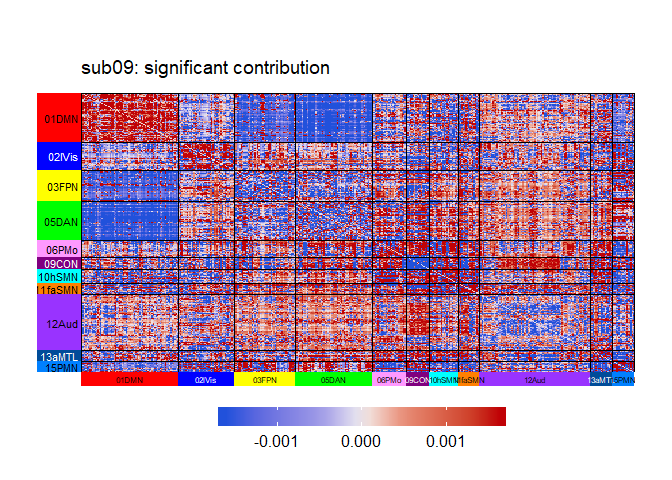 sub09: significant contribution
01DMN
02lVis
03FPN
05DAN
06PMo
09CON
10hSMN
11faSMN
12Aud
13aMTL
15PMN
01DMN 02lVis 03FPN 05DAN 06PMo 09CON 10hSMN 11faSMN 12Aud 13aMTL 15PMN
-0.001 0.000 0.001